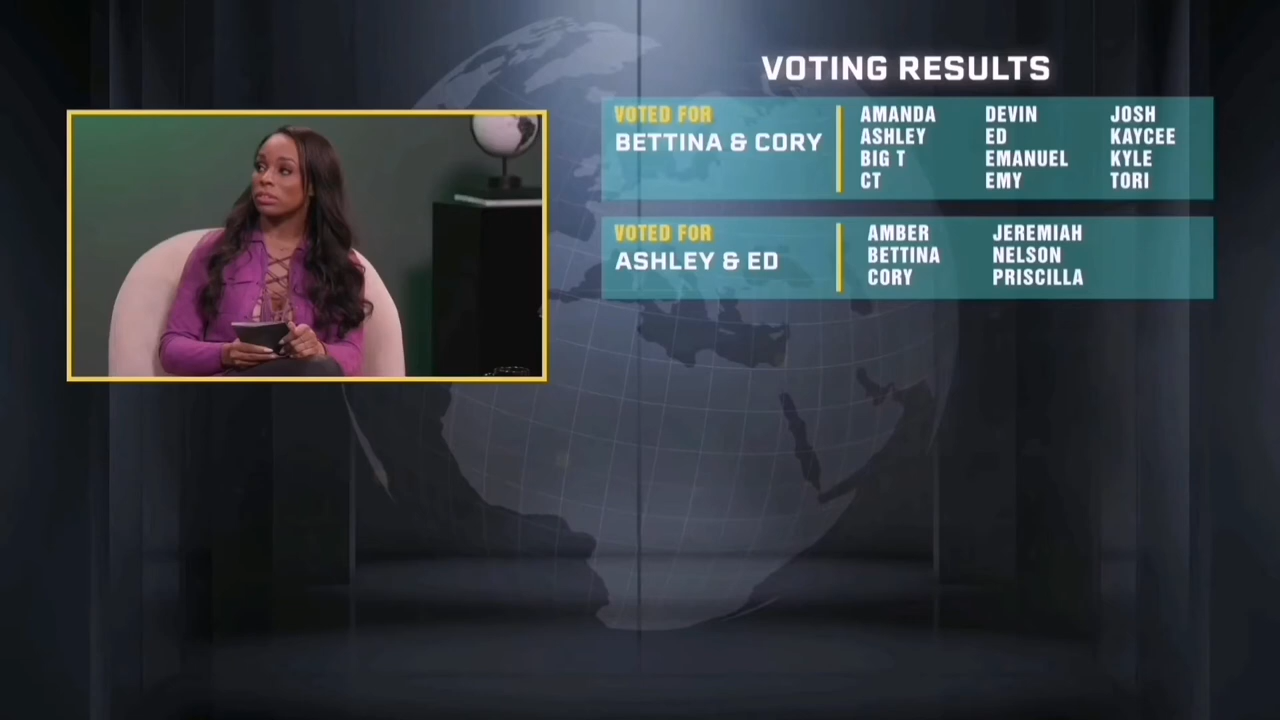 VOTING RESULTS
VOTED FOR
BETTINA & CORY
AMANDA DEVIN JOSH
ASHLEY ED KAYCEE
BIG T EMANUEL KYLE
CT EMY TORI
VOTED FOR
ASHLEY & ED
AMBER JEREMIAH
BETTINA NELSON
CORY PRISCILLA